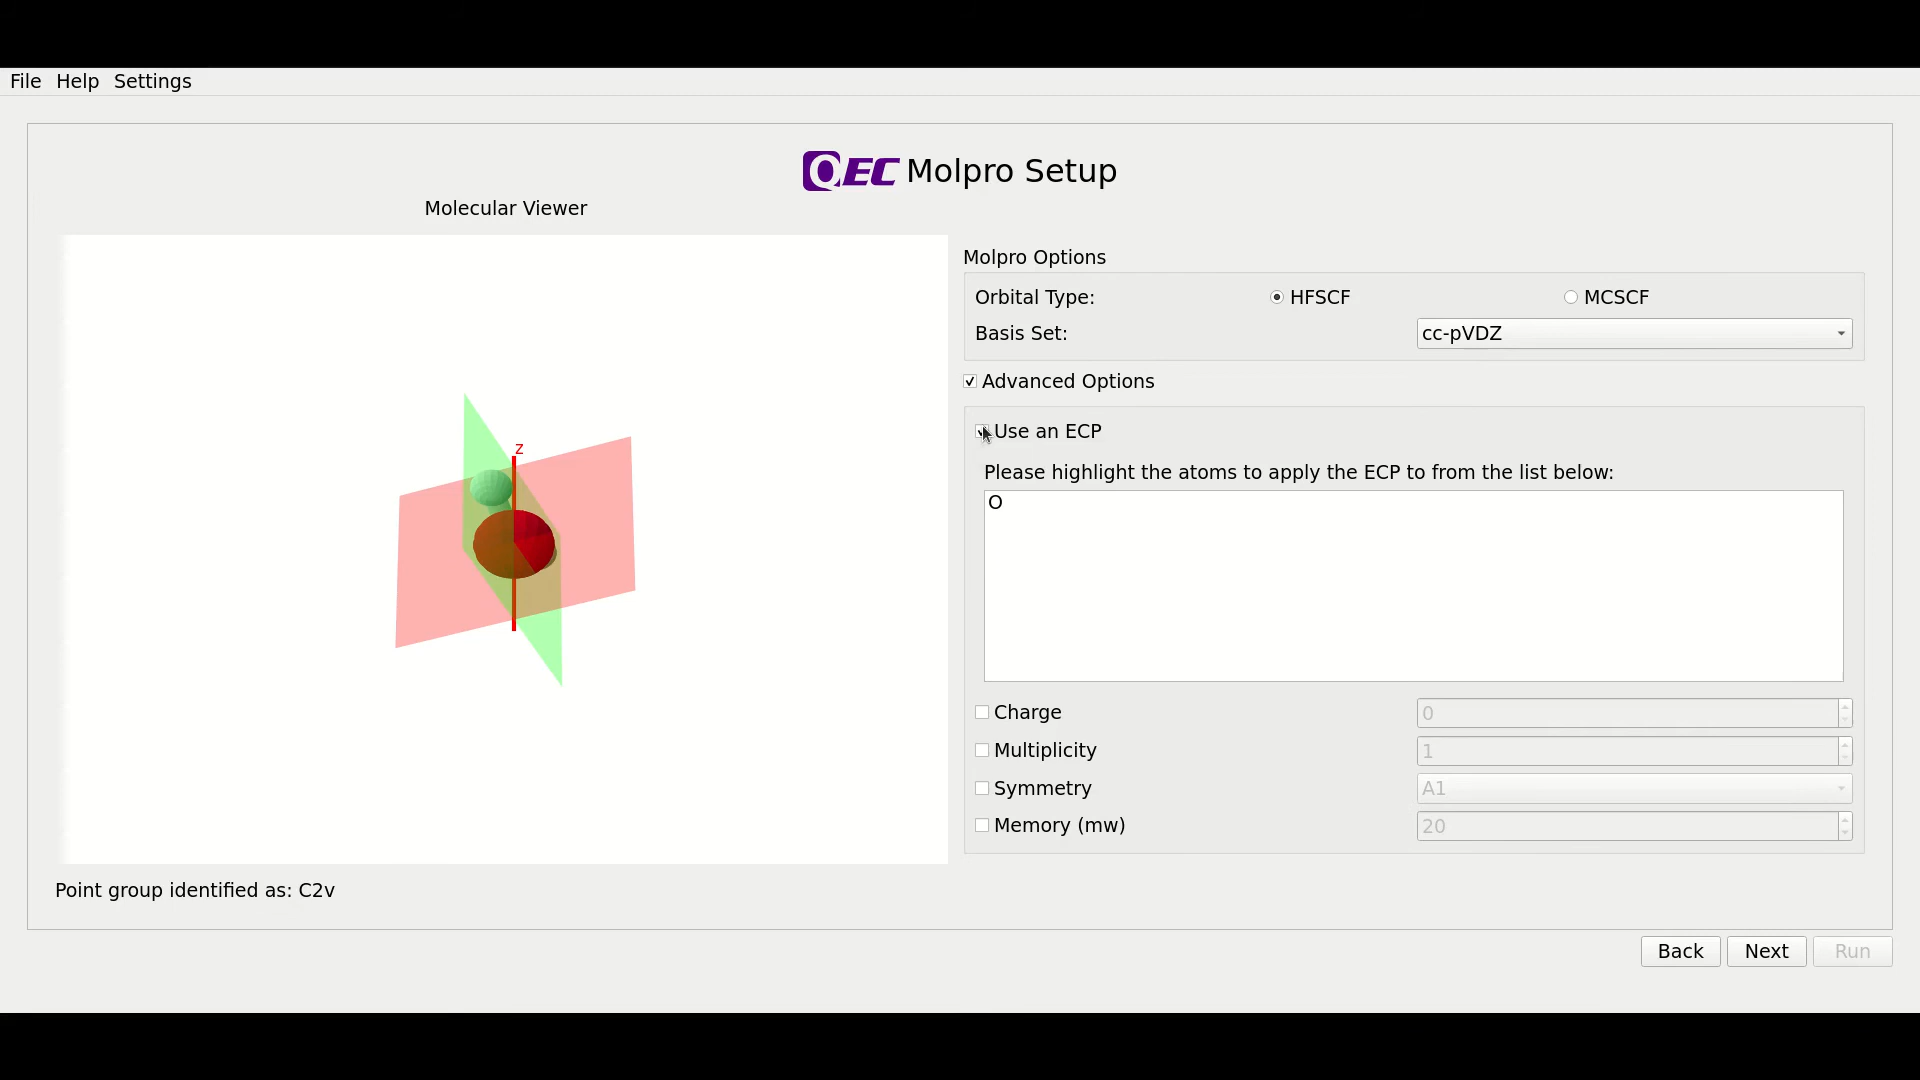 File Help Settings
QEC Molpro Setup
Molecular Viewer
z
Point group identified as: C2v
Molpro Options
Orbital Type: HFSCF MCSCF
Basis Set: cc-pVDZ
Advanced Options
Use an ECP
Please highlight the atoms to apply the ECP to from the list below:
O
Charge 0
Multiplicity 1
Symmetry A1
Memory (mw) 20
Back Next Run